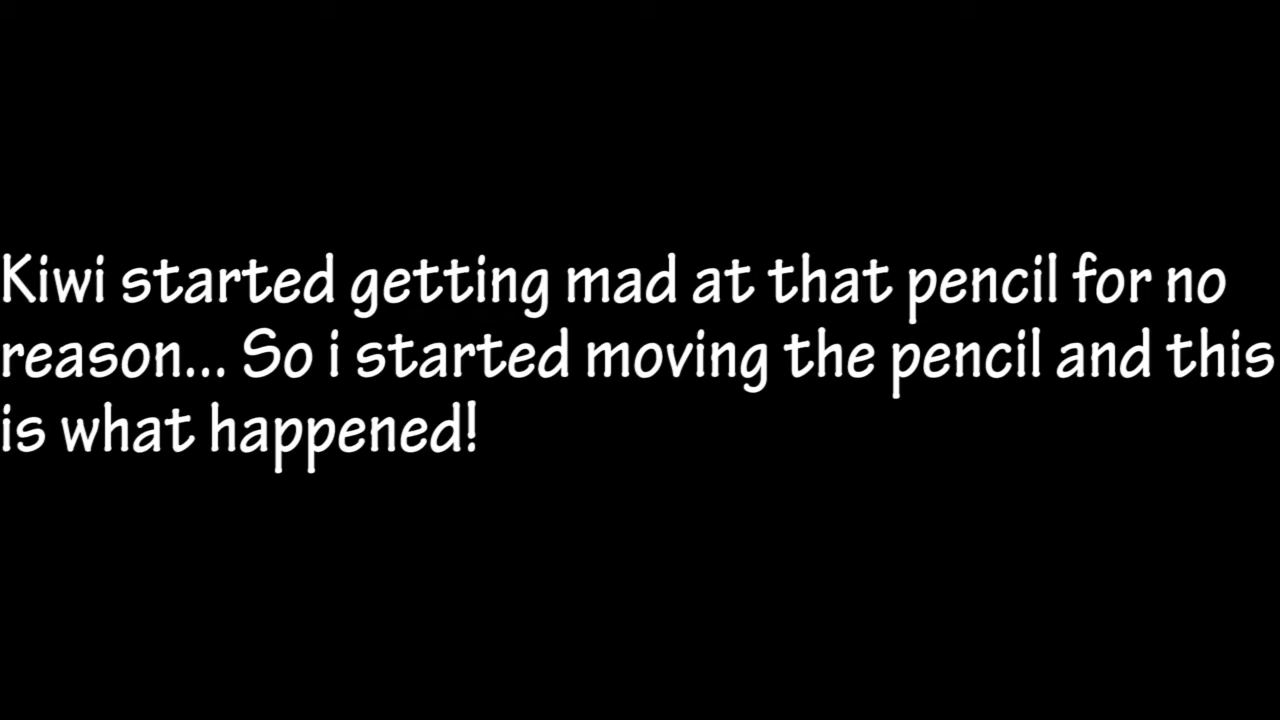 Kiwi started getting mad at that pencil for no
reason... So i started moving the pencil and this
is what happened!